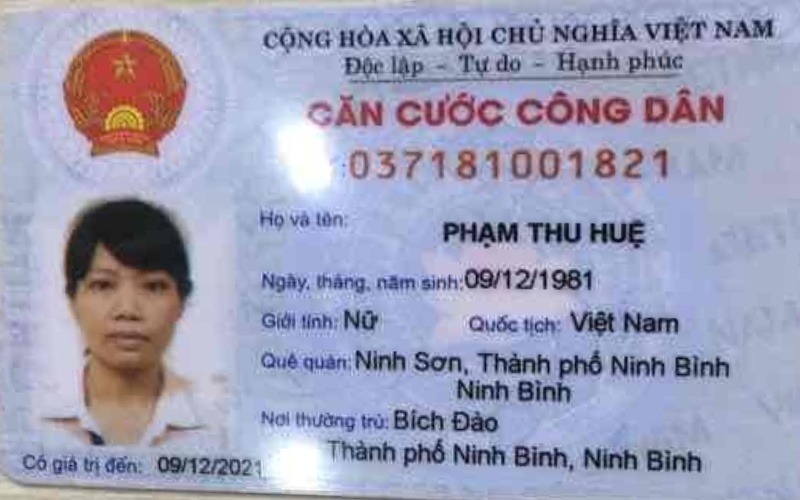 CỘNG HÒA XÃ HỘI CHỦ NGHĨA VIỆT NAM
Độc lập - Tự do - Hạnh phúc
CĂN CƯỚC CÔNG DÂN
037181001821
Họ và tên:
PHẠM THU HUỆ
Ngày, tháng, năm sinh: 09/12/1981
Giới tính: Nữ Quốc tịch: Việt Nam
Quê quán: Ninh Sơn, Thành phố Ninh Bình
Ninh Bình
Nơi thường trú: Bích Đào
Thành phố Ninh Bình, Ninh Bình
Có giá trị đến: 09/12/2021